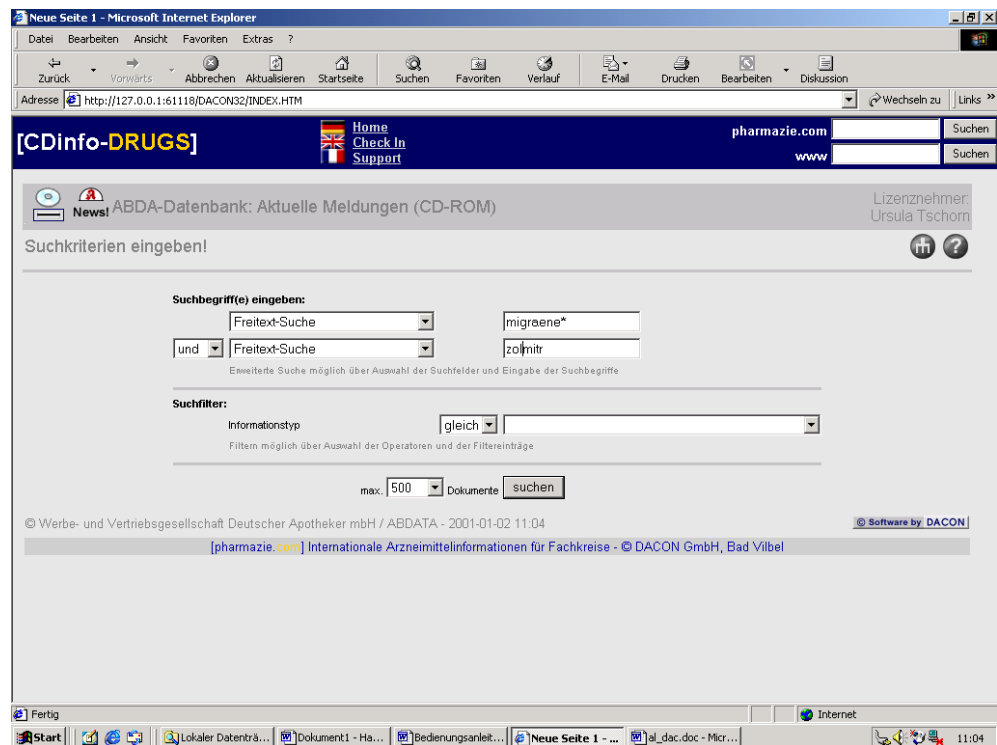 Neue Seite 1 - Microsoft Internet Explorer
Datei Bearbeiten Ansicht Favoriten Extras ?
Zurück Vorwärts Abbrechen Aktualisieren Startseite Suchen Favoriten Verlauf E-Mail Drucken Bearbeiten Diskussion
Adresse http://127.0.0.1:61118/DACON32/INDEX.HTM Wechseln zu Links »
[CDinfo-DRUGS]
Home
Check In
Support
pharmazie.com Suchen
www Suchen
News! ABDA-Datenbank: Aktuelle Meldungen (CD-ROM)
Lizenznehmer:
Ursula Tschorn
Suchkriterien eingeben!
?
Suchbegriff(e) eingeben:
Freitext-Suche migraene*
und Freitext-Suche zolmitr
Erweiterte Suche möglich über Auswahl der Suchfelder und Eingabe der Suchbegriffe
Suchfilter:
Informationstyp gleich
Filtern möglich über Auswahl der Operatoren und der Filtereinträge
max. 500 Dokumente suchen
© Werbe- und Vertriebsgesellschaft Deutscher Apotheker mbH / ABDATA - 2001-01-02 11:04
© Software by DACON
[pharmazie.com] Internationale Arzneimittelinformationen für Fachkreise - © DACON GmbH, Bad Vilbel
Fertig Internet
Start Lokaler Datenträ... Dokument1 - Ha... Bedienungsanleit... Neue Seite 1 - ... al_dac.doc - Micr... 11:04